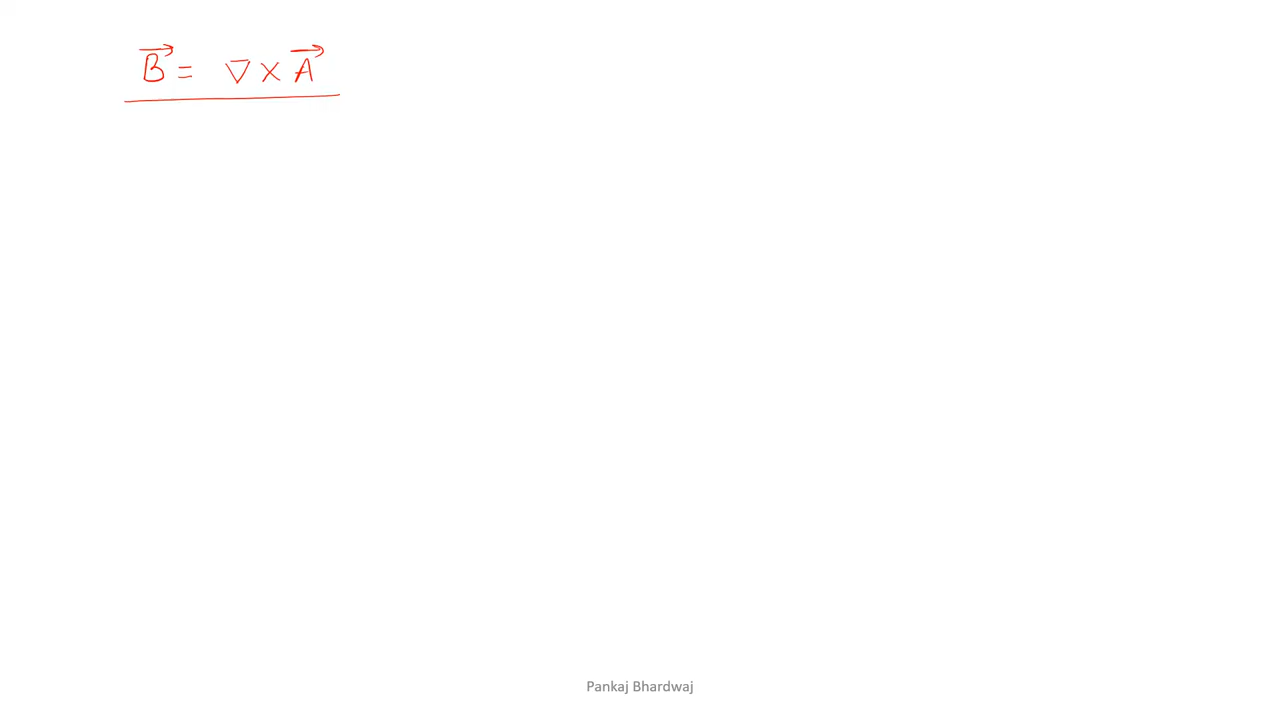 B⃗ = ∇ × A⃗
Pankaj Bhardwaj